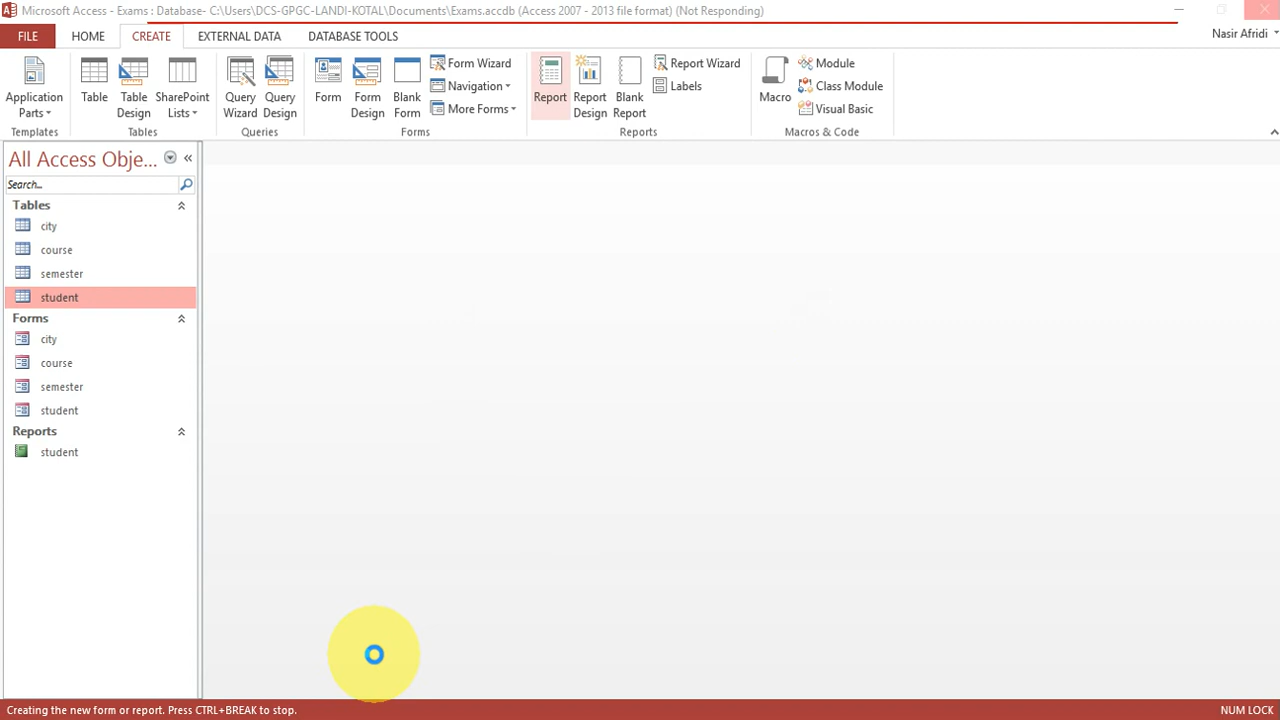 Microsoft Access - Exams : Database- C:\Users\DCS-GPGC-LANDI-KOTAL\Documents\Exams.accdb (Access 2007 - 2013 file format) (Not Responding)
FILE HOME CREATE EXTERNAL DATA DATABASE TOOLS Nasir Afridi
Application Parts Table Table Design SharePoint Lists Query Wizard Query Design Form Form Design Blank Form Form Wizard Navigation More Forms Report Report Design Blank Report Report Wizard Labels Macro Module Class Module Visual Basic
Templates Tables Queries Forms Reports Macros & Code
All Access Obje...
Search...
Tables
city
course
semester
student
Forms
city
course
semester
student
Reports
student
Creating the new form or report. Press CTRL+BREAK to stop. NUM LOCK